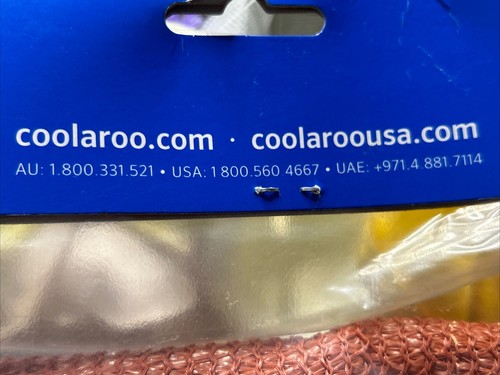 coolaroo.com · coolaroousa.com
AU: 1.800.331.521 • USA: 1 800.560 4667 • UAE: +971.4.881.7114